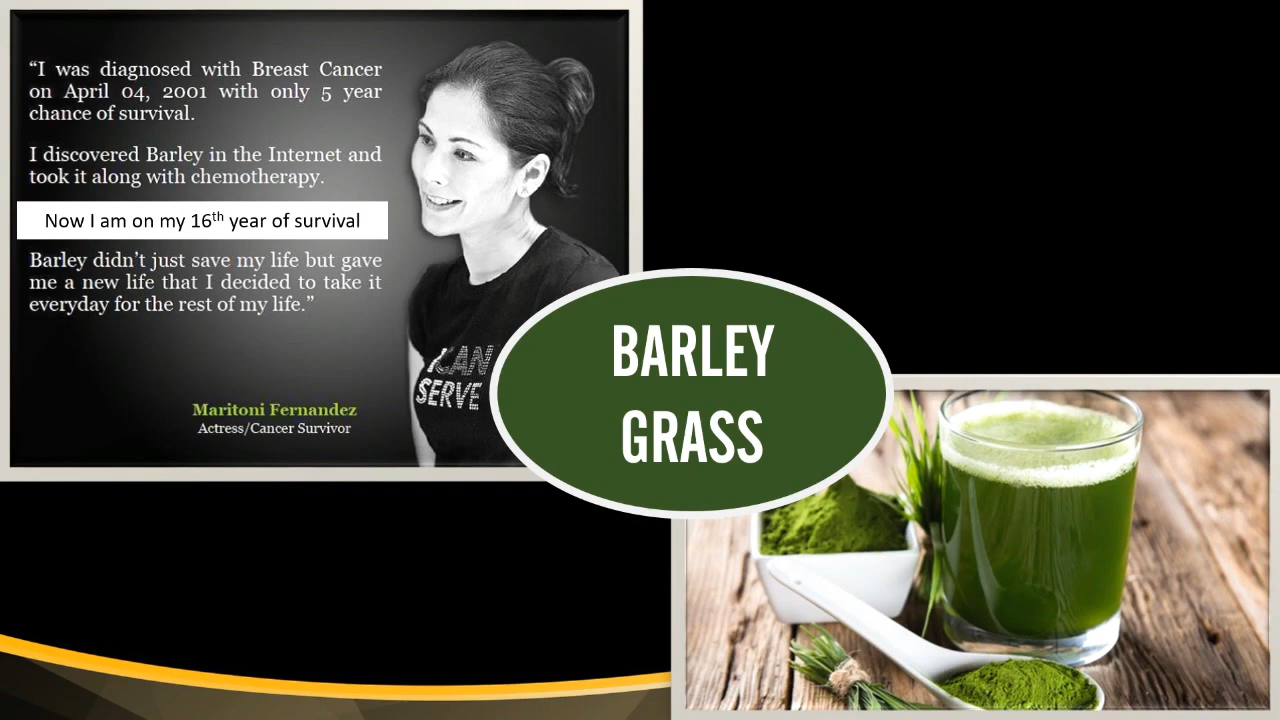 “I was diagnosed with Breast Cancer
on April 04, 2001 with only 5 year
chance of survival.
I discovered Barley in the Internet and
took it along with chemotherapy.
Now I am on my 16th year of survival
Barley didn’t just save my life but gave
me a new life that I decided to take it
everyday for the rest of my life.”
I CAN
SERVE
Maritoni Fernandez
Actress/Cancer Survivor
BARLEY
GRASS